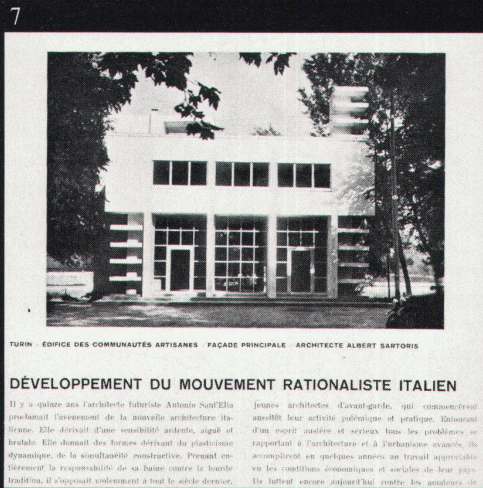 7
TURIN - ÉDIFICE DES COMMUNAUTÉS ARTISANES - FAÇADE PRINCIPALE - ARCHITECTE ALBERT SARTORIS
DÉVELOPPEMENT DU MOUVEMENT RATIONALISTE ITALIEN
Il y a quinze ans l'architecte futuriste Antonio Sant'Elia
proclamait l'avènement de la nouvelle architecture ita-
lienne. Elle dérivait d'une sensibilité ardente, aiguë et
brutale. Elle donnait des formes dérivant du plasticisme
dynamique, de la simultanéité constructive. Prenant en-
tièrement la responsabilité de sa haine contre la lourde
tradition, il s'opposait violemment à tout le siècle dernier,
jeunes architectes d'avant-garde, qui commencèrent
aussitôt leur activité polémique et pratique. Entourant
d'un esprit austère et sérieux tous les problèmes se
rapportant à l'architecture et à l'urbanisme avancés, ils
accomplirent en quelques années un travail appréciable
vu les conditions économiques et sociales de leur pays.
Ils luttent encore aujourd'hui contre les amateurs de